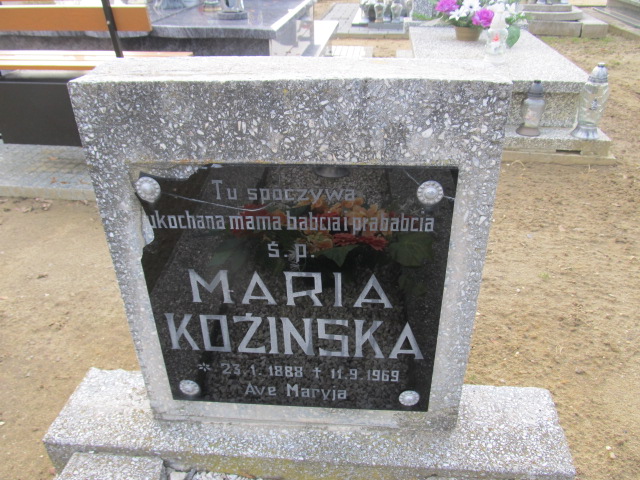 Tu spoczywa
ukochana mama babcia i prababcia
Ś. p.
MARIA
KOŻINSKA
* 23.1.1888 + 11.9.1969
Ave Maryja